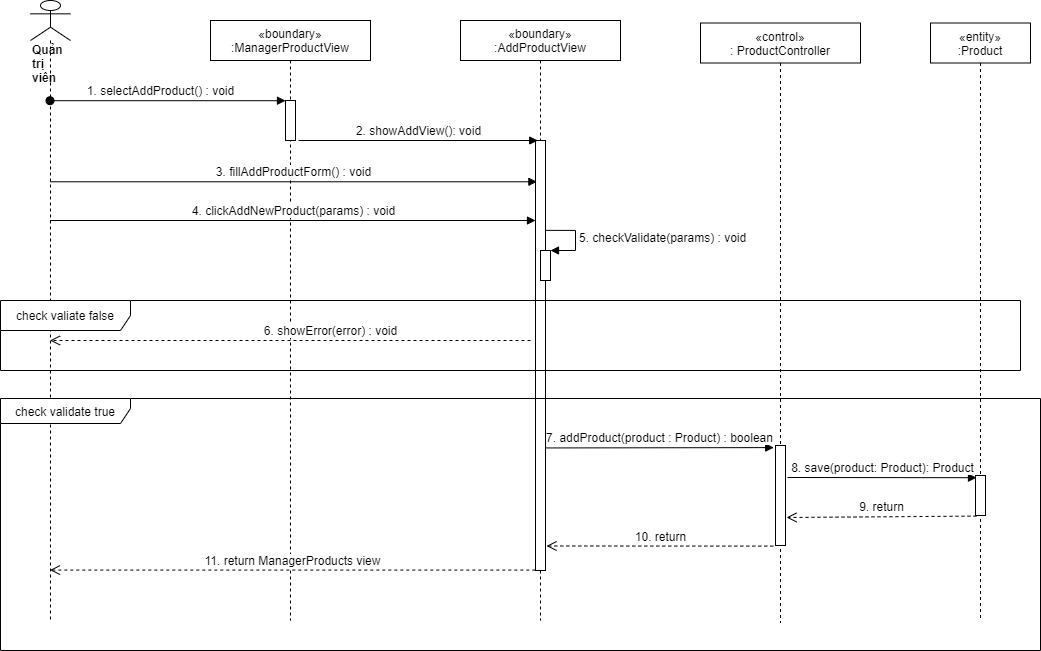 Quản
trị
viên
«boundary»
:ManagerProductView
«boundary»
:AddProductView
«control»
: ProductController
«entity»
:Product
1. selectAddProduct() : void
2. showAddView(): void
3. fillAddProductForm() : void
4. clickAddNewProduct(params) : void
5. checkValidate(params) : void
check valiate false
6. showError(error) : void
check validate true
7. addProduct(product : Product) : boolean
8. save(product: Product): Product
9. return
10. return
11. return ManagerProducts view